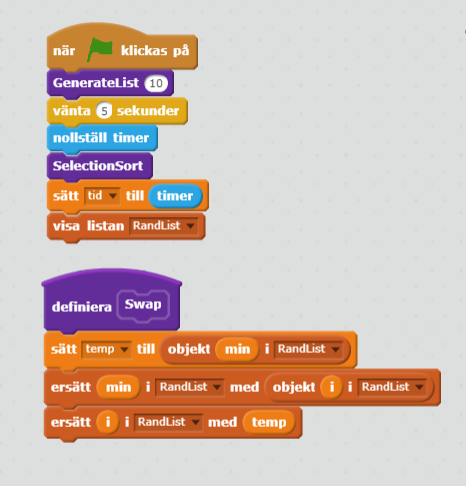 när klickas på
GenerateList 10
vänta 5 sekunder
nollställ timer
SelectionSort
sätt tid till timer
visa listan RandList
definiera Swap
sätt temp till objekt min i RandList
ersätt min i RandList med objekt i i RandList
ersätt i i RandList med temp